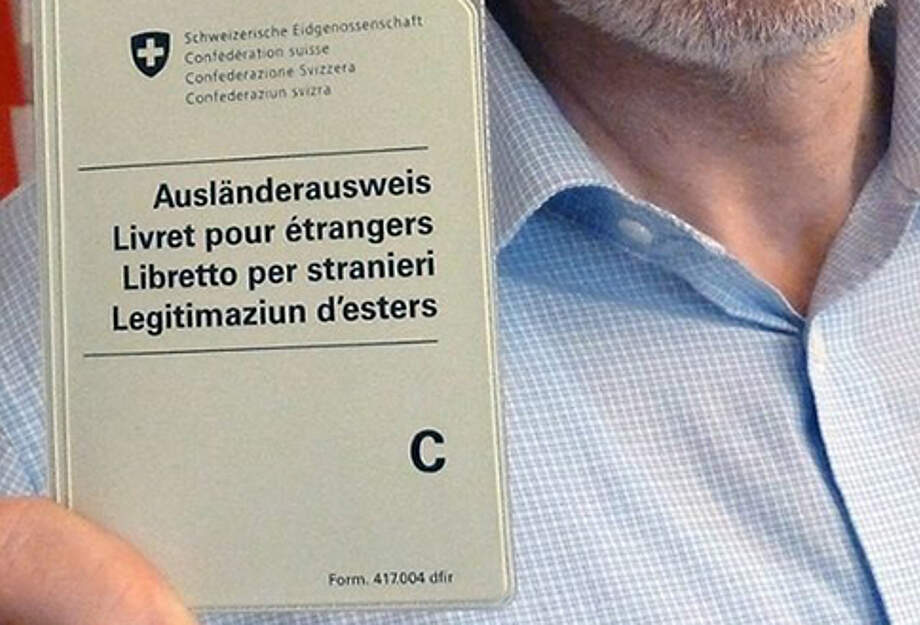 Schweizerische Eidgenossenschaft
Confédération suisse
Confederazione Svizzera
Confederaziun svizra
Ausländerausweis
Livret pour étrangers
Libretto per stranieri
Legitimaziun d'esters
C
Form. 417.004 dfir